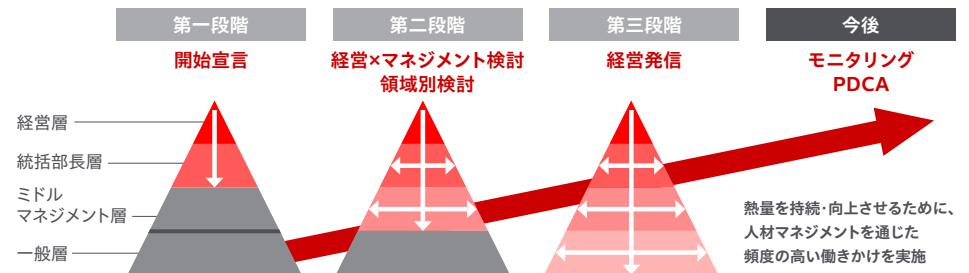 第一段階
第二段階
第三段階
今後
開始宣言
経営×マネジメント検討
領域別検討
経営発信
モニタリング
PDCA
経営層
統括部長層
ミドル
マネジメント層
一般層
熱量を持続・向上させるために、
人材マネジメントを通じた
頻度の高い働きかけを実施